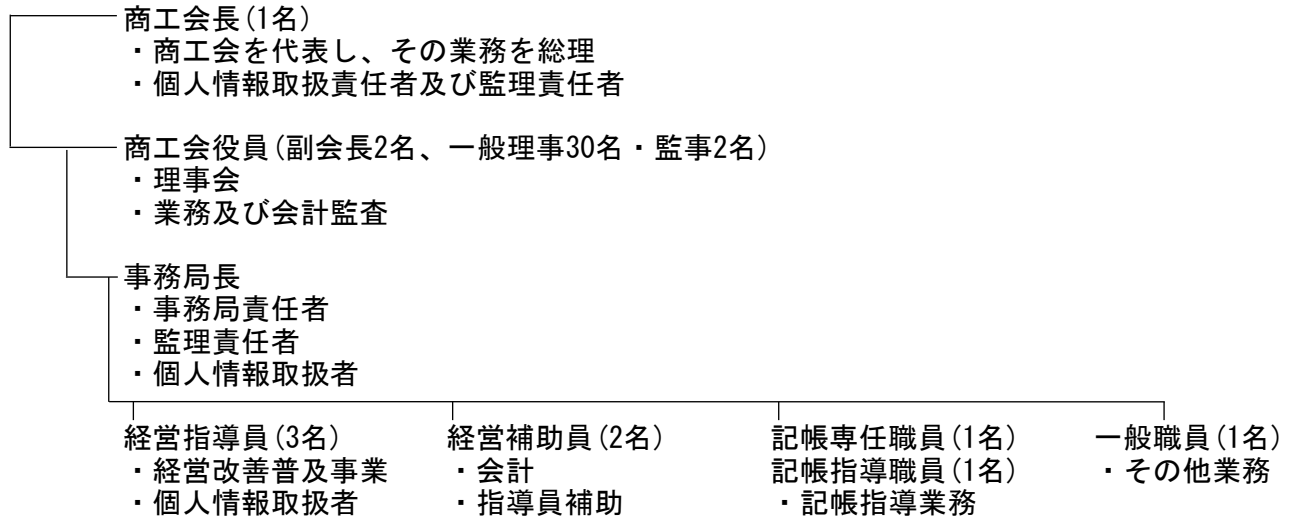 商工会長(1名)
・商工会を代表し、その業務を総理
・個人情報取扱責任者及び監理責任者
商工会役員(副会長2名、一般理事30名・監事2名)
・理事会
・業務及び会計監査
事務局長
・事務局責任者
・監理責任者
・個人情報取扱者
経営指導員(3名)
・経営改善普及事業
・個人情報取扱者
経営補助員(2名)
・会計
・指導員補助
記帳専任職員(1名)
記帳指導職員(1名)
・記帳指導業務
一般職員(1名)
・その他業務